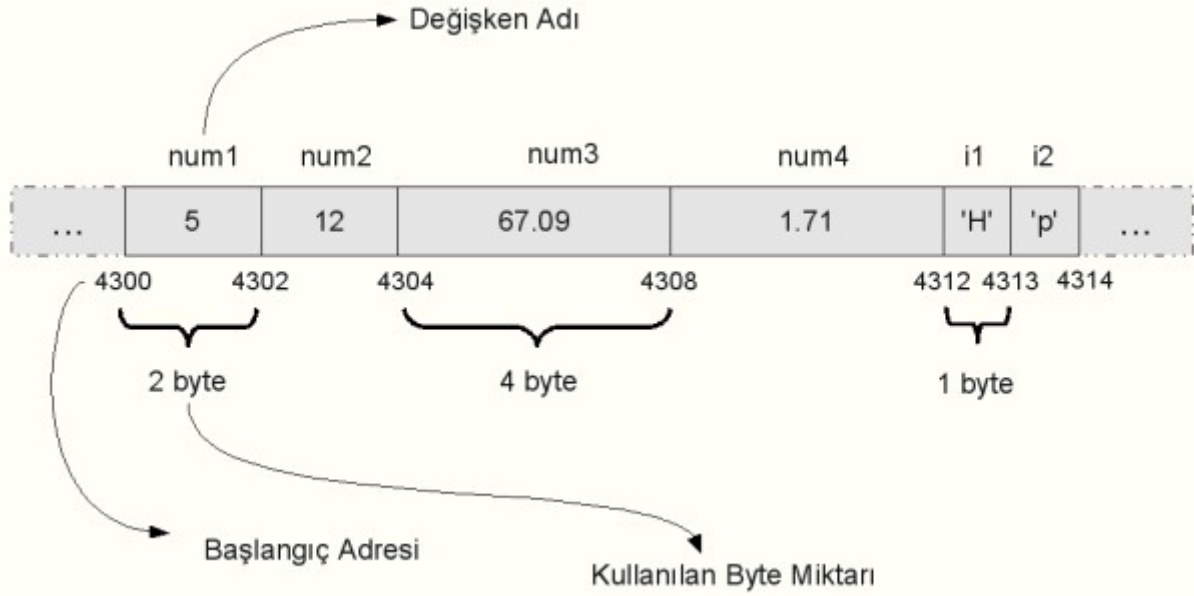 Değişken Adı
num1 num2 num3 num4 i1 i2
... 5 12 67.09 1.71 'H' 'p' ...
4300 4302 4304 4308 4312 4313 4314
2 byte 4 byte 1 byte
Başlangıç Adresi
Kullanılan Byte Miktarı